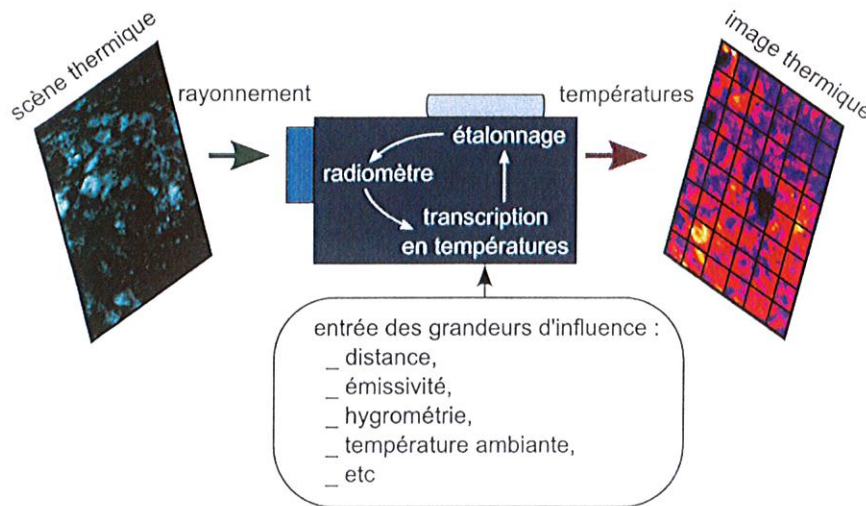 scène thermique
rayonnement
étalonnage
radiomètre
transcription
en températures
températures
image thermique
entrée des grandeurs d'influence :
_ distance,
_ émissivité,
_ hygrométrie,
_ température ambiante,
_ etc